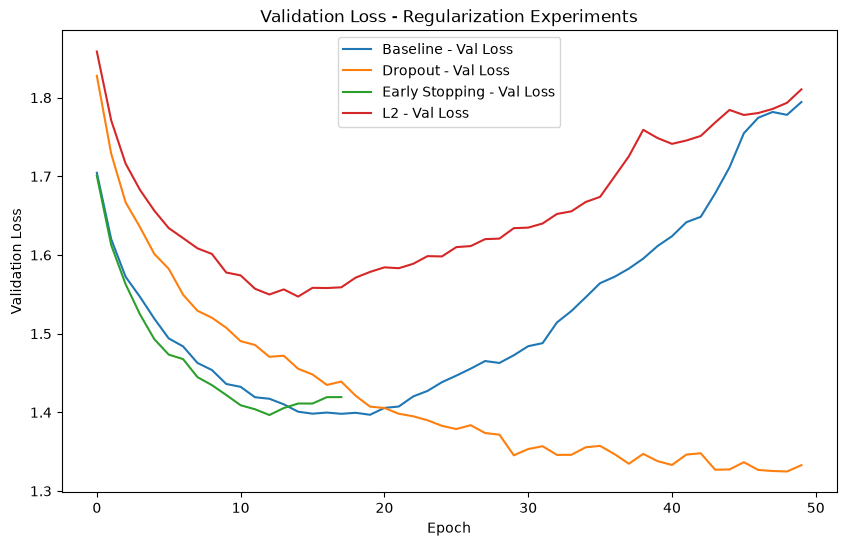 Validation Loss - Regularization Experiments
Baseline - Val Loss
Dropout - Val Loss
Early Stopping - Val Loss
L2 - Val Loss
Validation Loss
1.8
1.7
1.6
1.5
1.4
1.3
0 10 20 30 40 50
Epoch